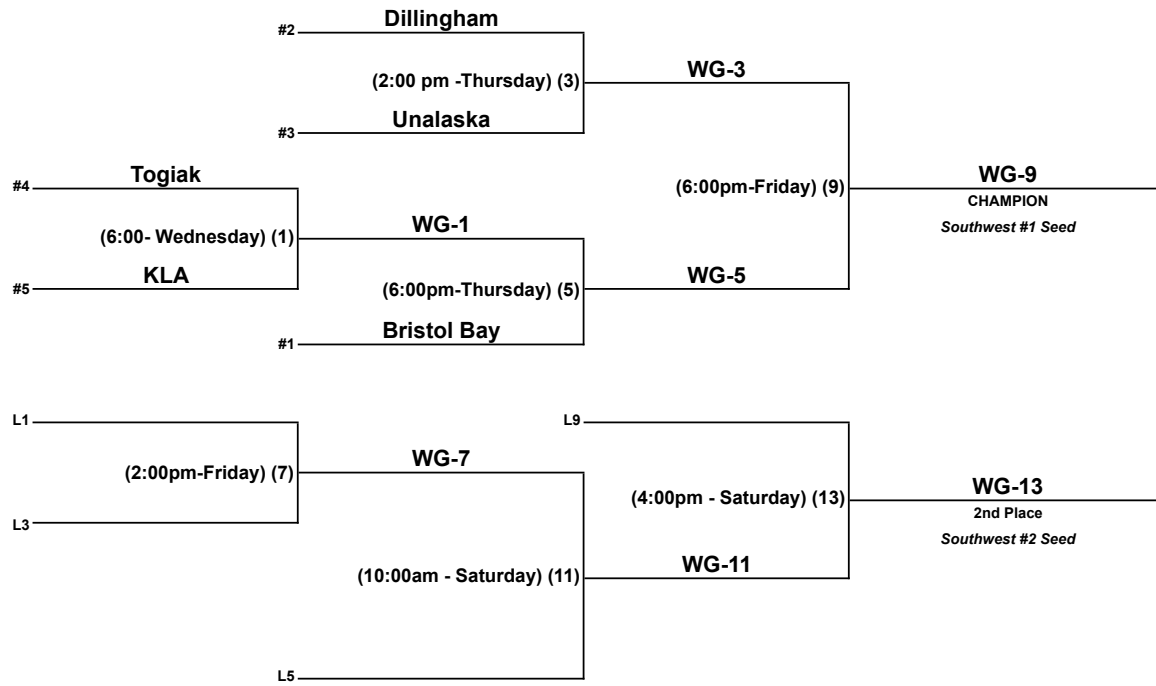 Dillingham
#2
(2:00 pm -Thursday) (3)
WG-3
Unalaska
#3
Togiak
#4
(6:00pm-Friday) (9)
WG-9
CHAMPION
Southwest #1 Seed
(6:00- Wednesday) (1)
WG-1
KLA
#5
(6:00pm-Thursday) (5)
WG-5
Bristol Bay
#1
L1
L9
(2:00pm-Friday) (7)
WG-7
L3
(4:00pm - Saturday) (13)
WG-13
2nd Place
Southwest #2 Seed
(10:00am - Saturday) (11)
WG-11
L5